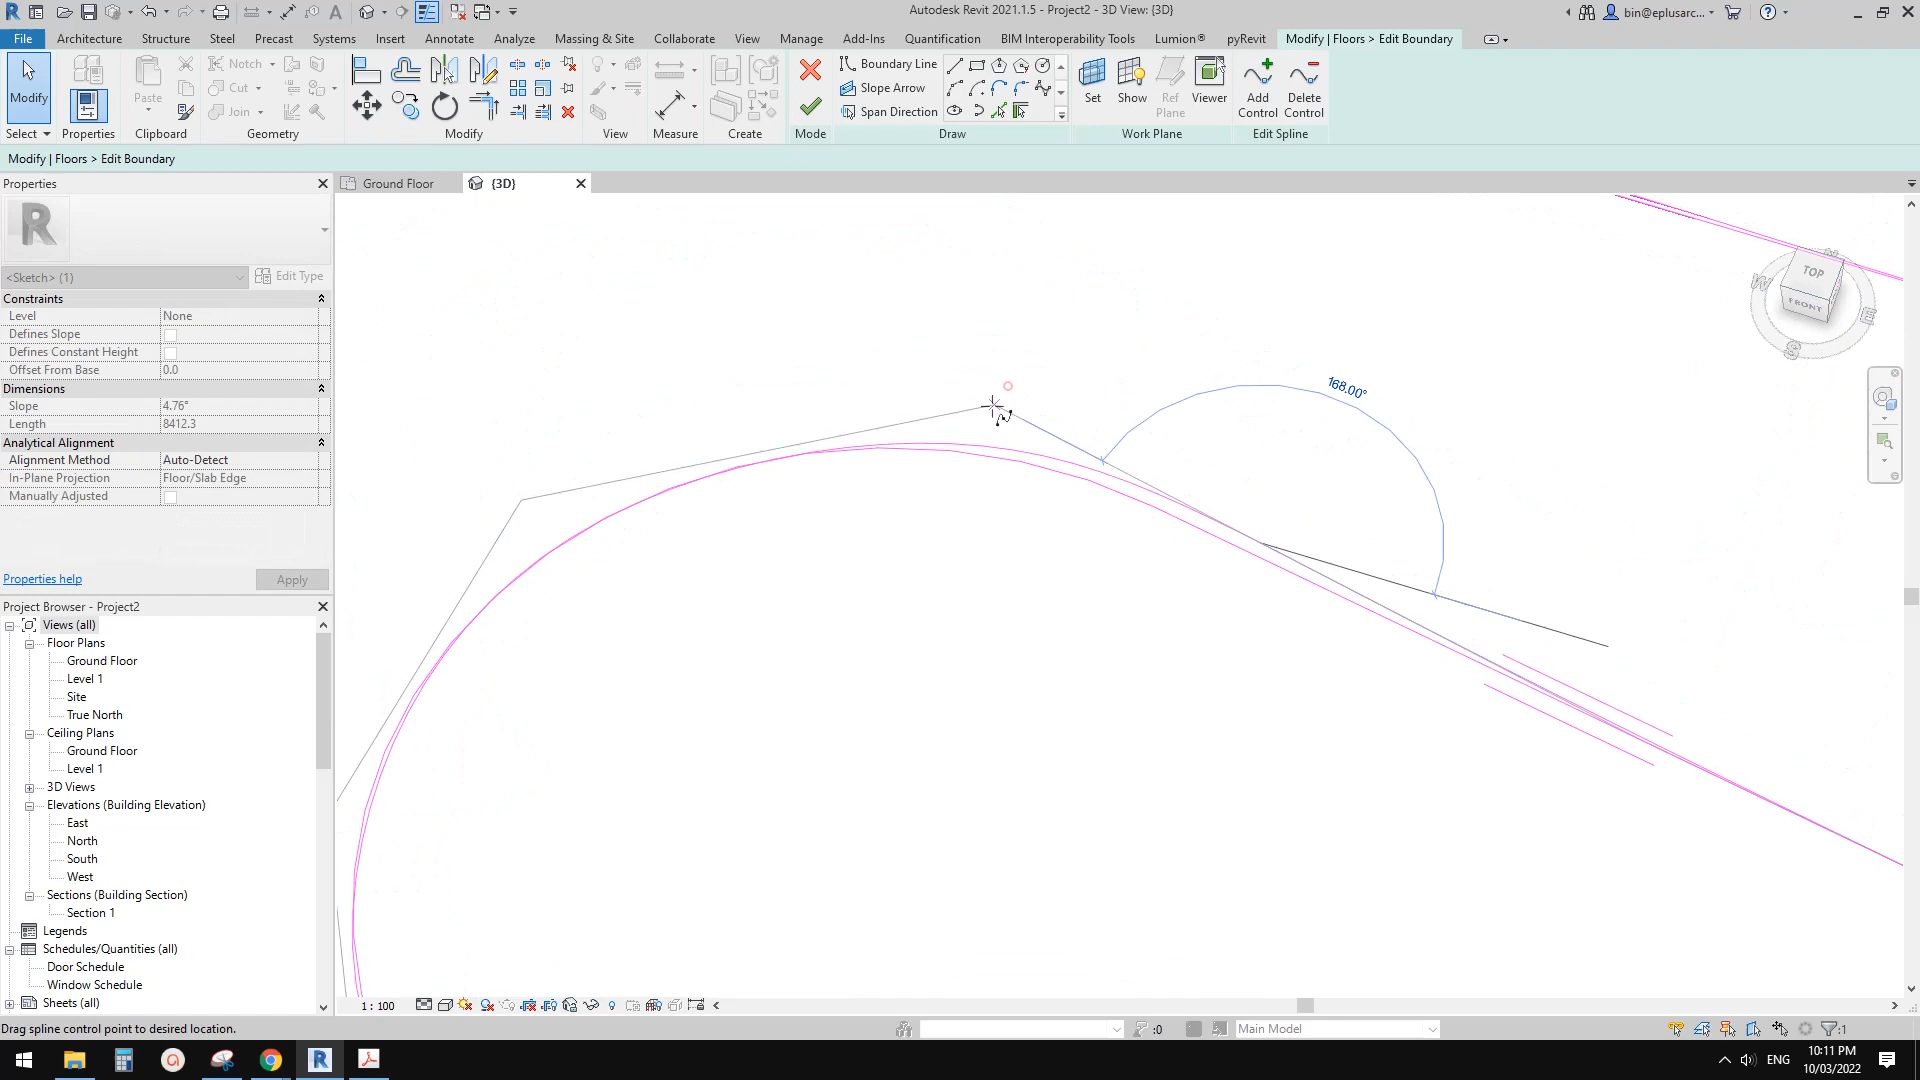 Autodesk Revit 2021.1.5 - Project2 - 3D View: {3D}
bin@eplusarc...
File Architecture Structure Steel Precast Systems Insert Annotate Analyze Massing & Site Collaborate View Manage Add-Ins Quantification BIM Interoperability Tools Lumion® pyRevit Modify | Floors > Edit Boundary
Modify
Paste
Notch
Cut
Join
Boundary Line
Slope Arrow
Span Direction
Set
Show
Ref
Plane
Viewer
Add
Control
Delete
Control
Select Properties Clipboard Geometry Modify View Measure Create Mode Draw Work Plane Edit Spline
Modify | Floors > Edit Boundary
Properties
Ground Floor
{3D}
<Sketch> (1)
Edit Type
Constraints
Level None
Defines Slope
Defines Constant Height
Offset From Base 0.0
Dimensions
Slope 4.76°
Length 8412.3
Analytical Alignment
Alignment Method Auto-Detect
In-Plane Projection Floor/Slab Edge
Manually Adjusted
Properties help
Apply
Project Browser - Project2
Views (all)
Floor Plans
Ground Floor
Level 1
Site
True North
Ceiling Plans
Ground Floor
Level 1
3D Views
Elevations (Building Elevation)
East
North
South
West
Sections (Building Section)
Section 1
Legends
Schedules/Quantities (all)
Door Schedule
Window Schedule
Sheets (all)
168.00°
TOP
FRONT
W
S
E
1 : 100
Drag spline control point to desired location.
:0
Main Model
:1
ENG
10:11 PM
10/03/2022